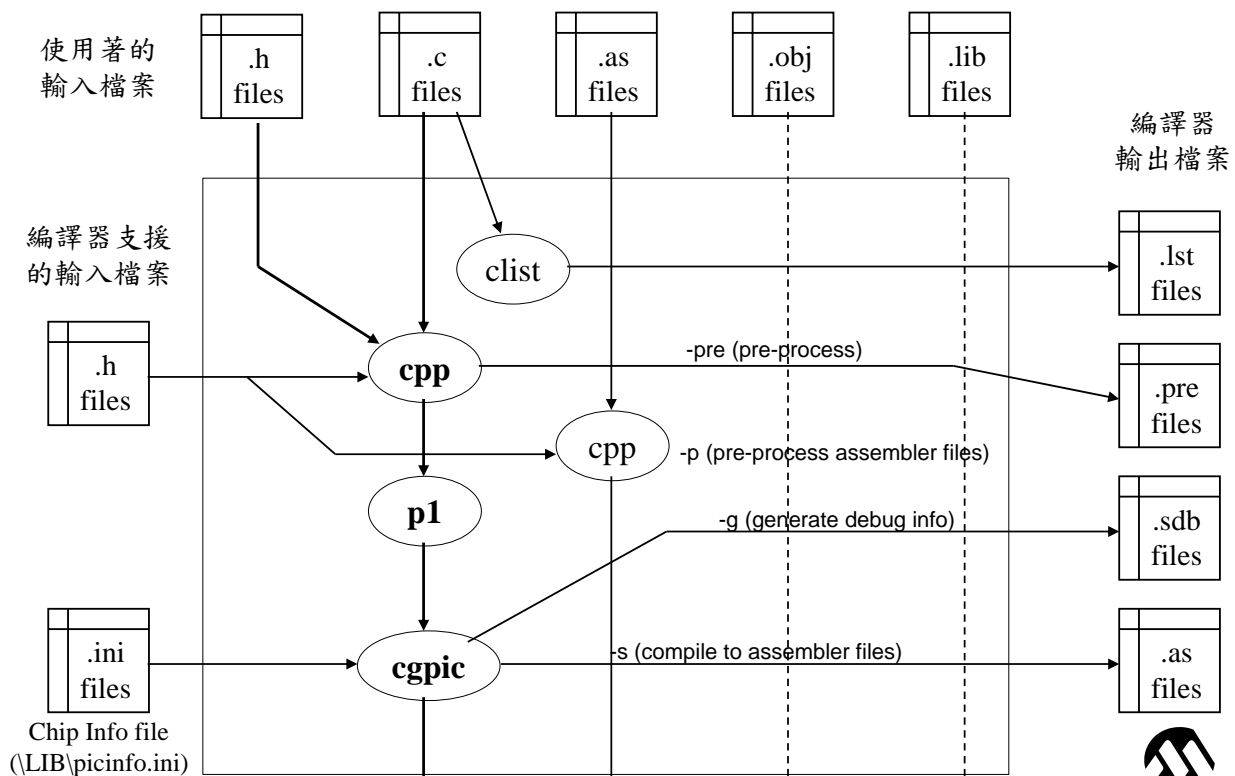 使用著的
輸入檔案
.h
files
.c
files
.as
files
.obj
files
.lib
files
編譯器
輸出檔案
編譯器支援
的輸入檔案
clist
.lst
files
.h
files
cpp
-pre (pre-process)
.pre
files
cpp
-p (pre-process assembler files)
p1
-g (generate debug info)
.sdb
files
.ini
files
cgpic
-s (compile to assembler files)
.as
files
Chip Info file
(\LIB\picinfo.ini)